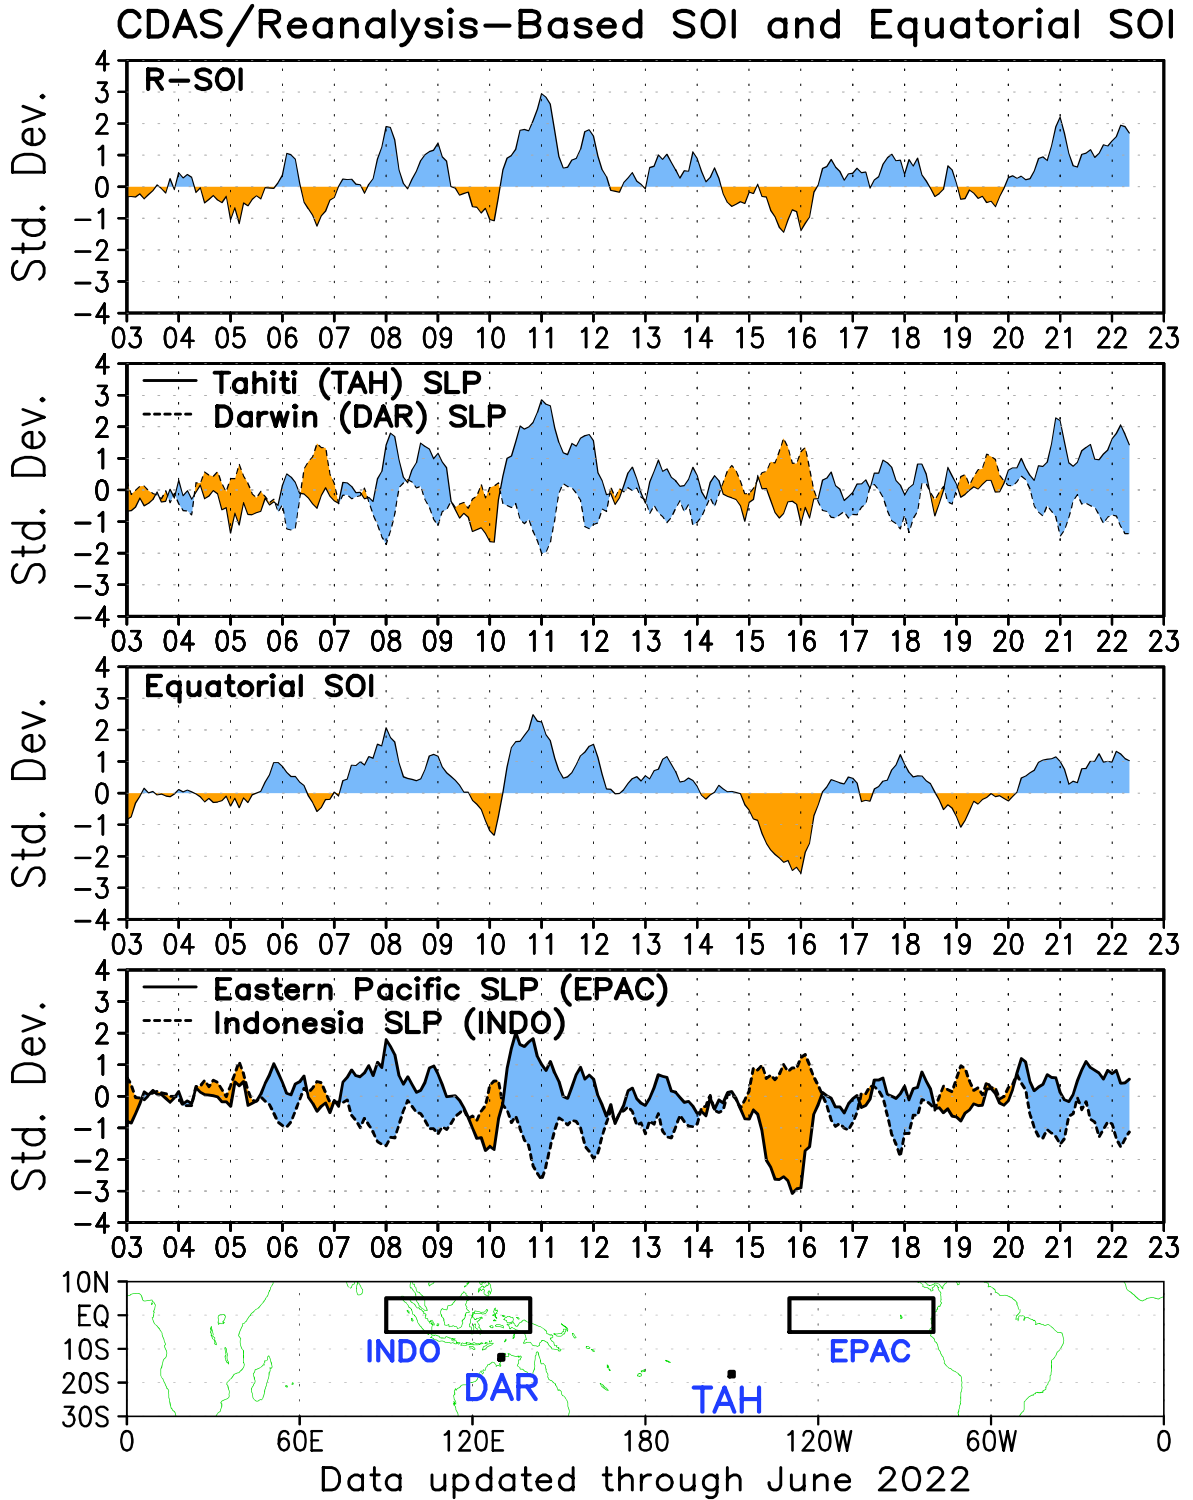 CDAS/Reanalysis-Based SOI and Equatorial SOI
R-SOI
Std. Dev.
4
3
2
1
0
-1
-2
-3
-4
03 04 05 06 07 08 09 10 11 12 13 14 15 16 17 18 19 20 21 22 23
Tahiti (TAH) SLP
Darwin (DAR) SLP
Std. Dev.
4
3
2
1
0
-1
-2
-3
-4
03 04 05 06 07 08 09 10 11 12 13 14 15 16 17 18 19 20 21 22 23
Equatorial SOI
Std. Dev.
4
3
2
1
0
-1
-2
-3
-4
03 04 05 06 07 08 09 10 11 12 13 14 15 16 17 18 19 20 21 22 23
Eastern Pacific SLP (EPAC)
Indonesia SLP (INDO)
Std. Dev.
4
3
2
1
0
-1
-2
-3
-4
03 04 05 06 07 08 09 10 11 12 13 14 15 16 17 18 19 20 21 22 23
10N
EQ
10S
20S
30S
INDO
EPAC
DAR
TAH
0 60E 120E 180 120W 60W 0
Data updated through June 2022